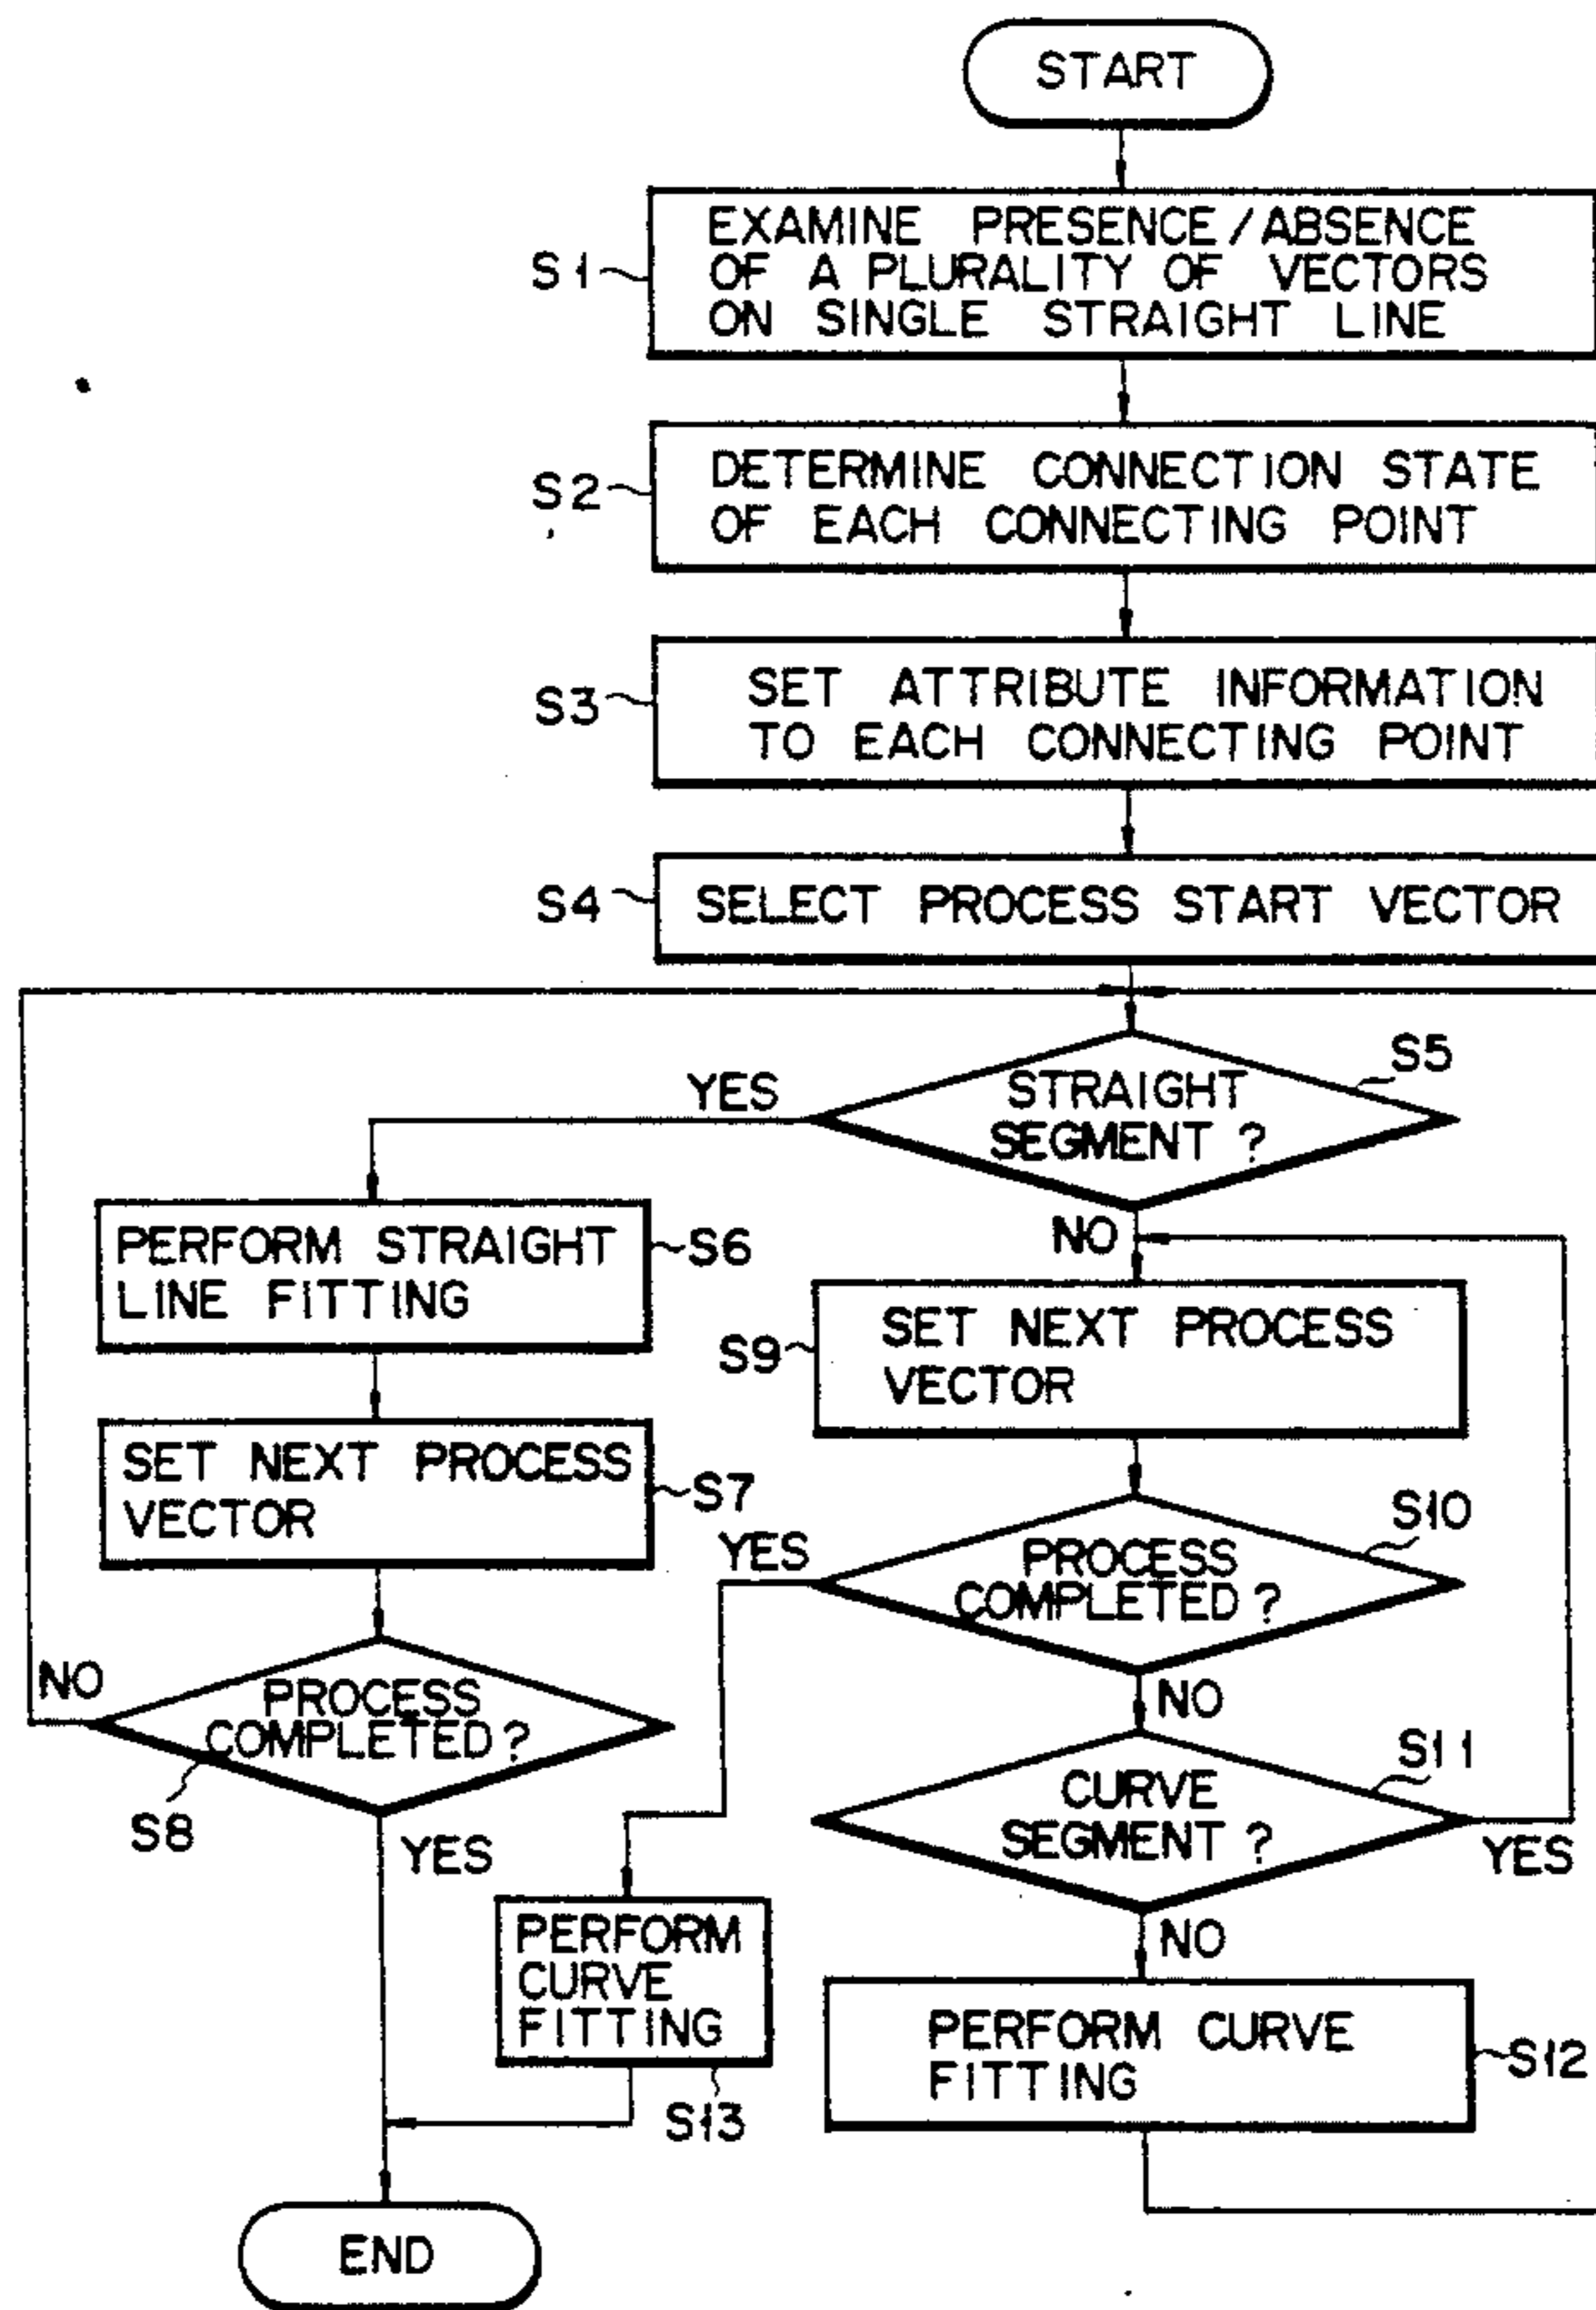 START
S1
EXAMINE PRESENCE/ABSENCE
OF A PLURALITY OF VECTORS
ON SINGLE STRAIGHT LINE
S2
DETERMINE CONNECTION STATE
OF EACH CONNECTING POINT
S3
SET ATTRIBUTE INFORMATION
TO EACH CONNECTING POINT
S4
SELECT PROCESS START VECTOR
S5
STRAIGHT
SEGMENT ?
YES
NO
PERFORM STRAIGHT
LINE FITTING
S6
SET NEXT PROCESS
VECTOR
S7
PROCESS
COMPLETED ?
NO
S8
YES
S9
SET NEXT PROCESS
VECTOR
S10
PROCESS
COMPLETED ?
YES
NO
S11
CURVE
SEGMENT ?
YES
NO
PERFORM
CURVE
FITTING
S13
PERFORM CURVE
FITTING
S12
END